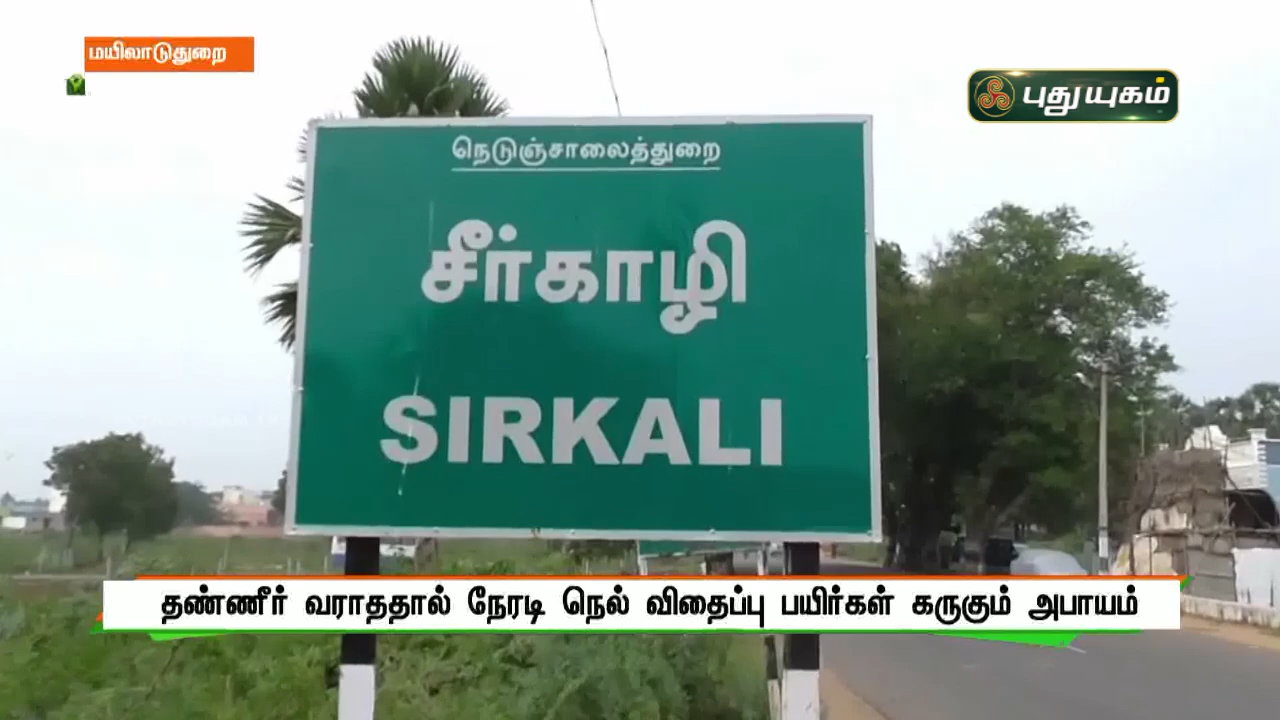 மயிலாடுதுறை
புதுயுகம்
நெடுஞ்சாலைத்துறை
சீர்காழி
SIRKALI
தண்ணீர் வராததால் நேரடி நெல் விதைப்பு பயிர்கள் கருகும் அபாயம்